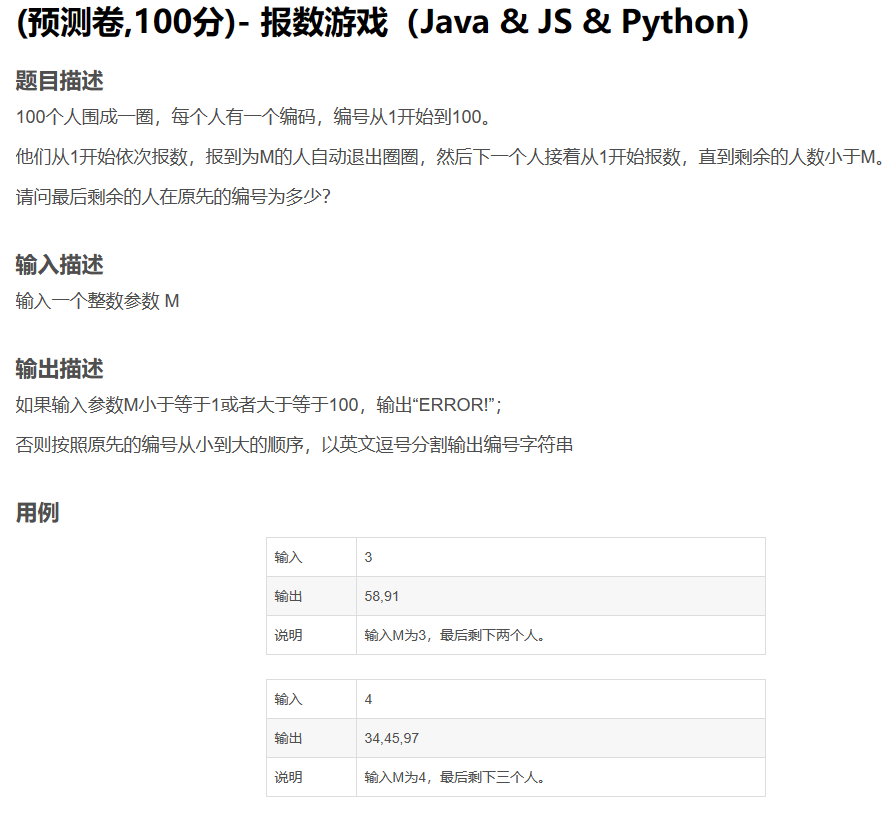 (预测卷,100分)- 报数游戏（Java & JS & Python）
题目描述
100个人围成一圈，每个人有一个编码，编号从1开始到100。
他们从1开始依次报数，报到为M的人自动退出圈圈，然后下一个人接着从1开始报数，直到剩余的人数小于M。
请问最后剩余的人在原先的编号为多少？
输入描述
输入一个整数参数 M
输出描述
如果输入参数M小于等于1或者大于等于100，输出“ERROR!”；
否则按照原先的编号从小到大的顺序，以英文逗号分割输出编号字符串
用例
输入 3
输出 58,91
说明 输入M为3，最后剩下两个人。
输入 4
输出 34,45,97
说明 输入M为4，最后剩下三个人。